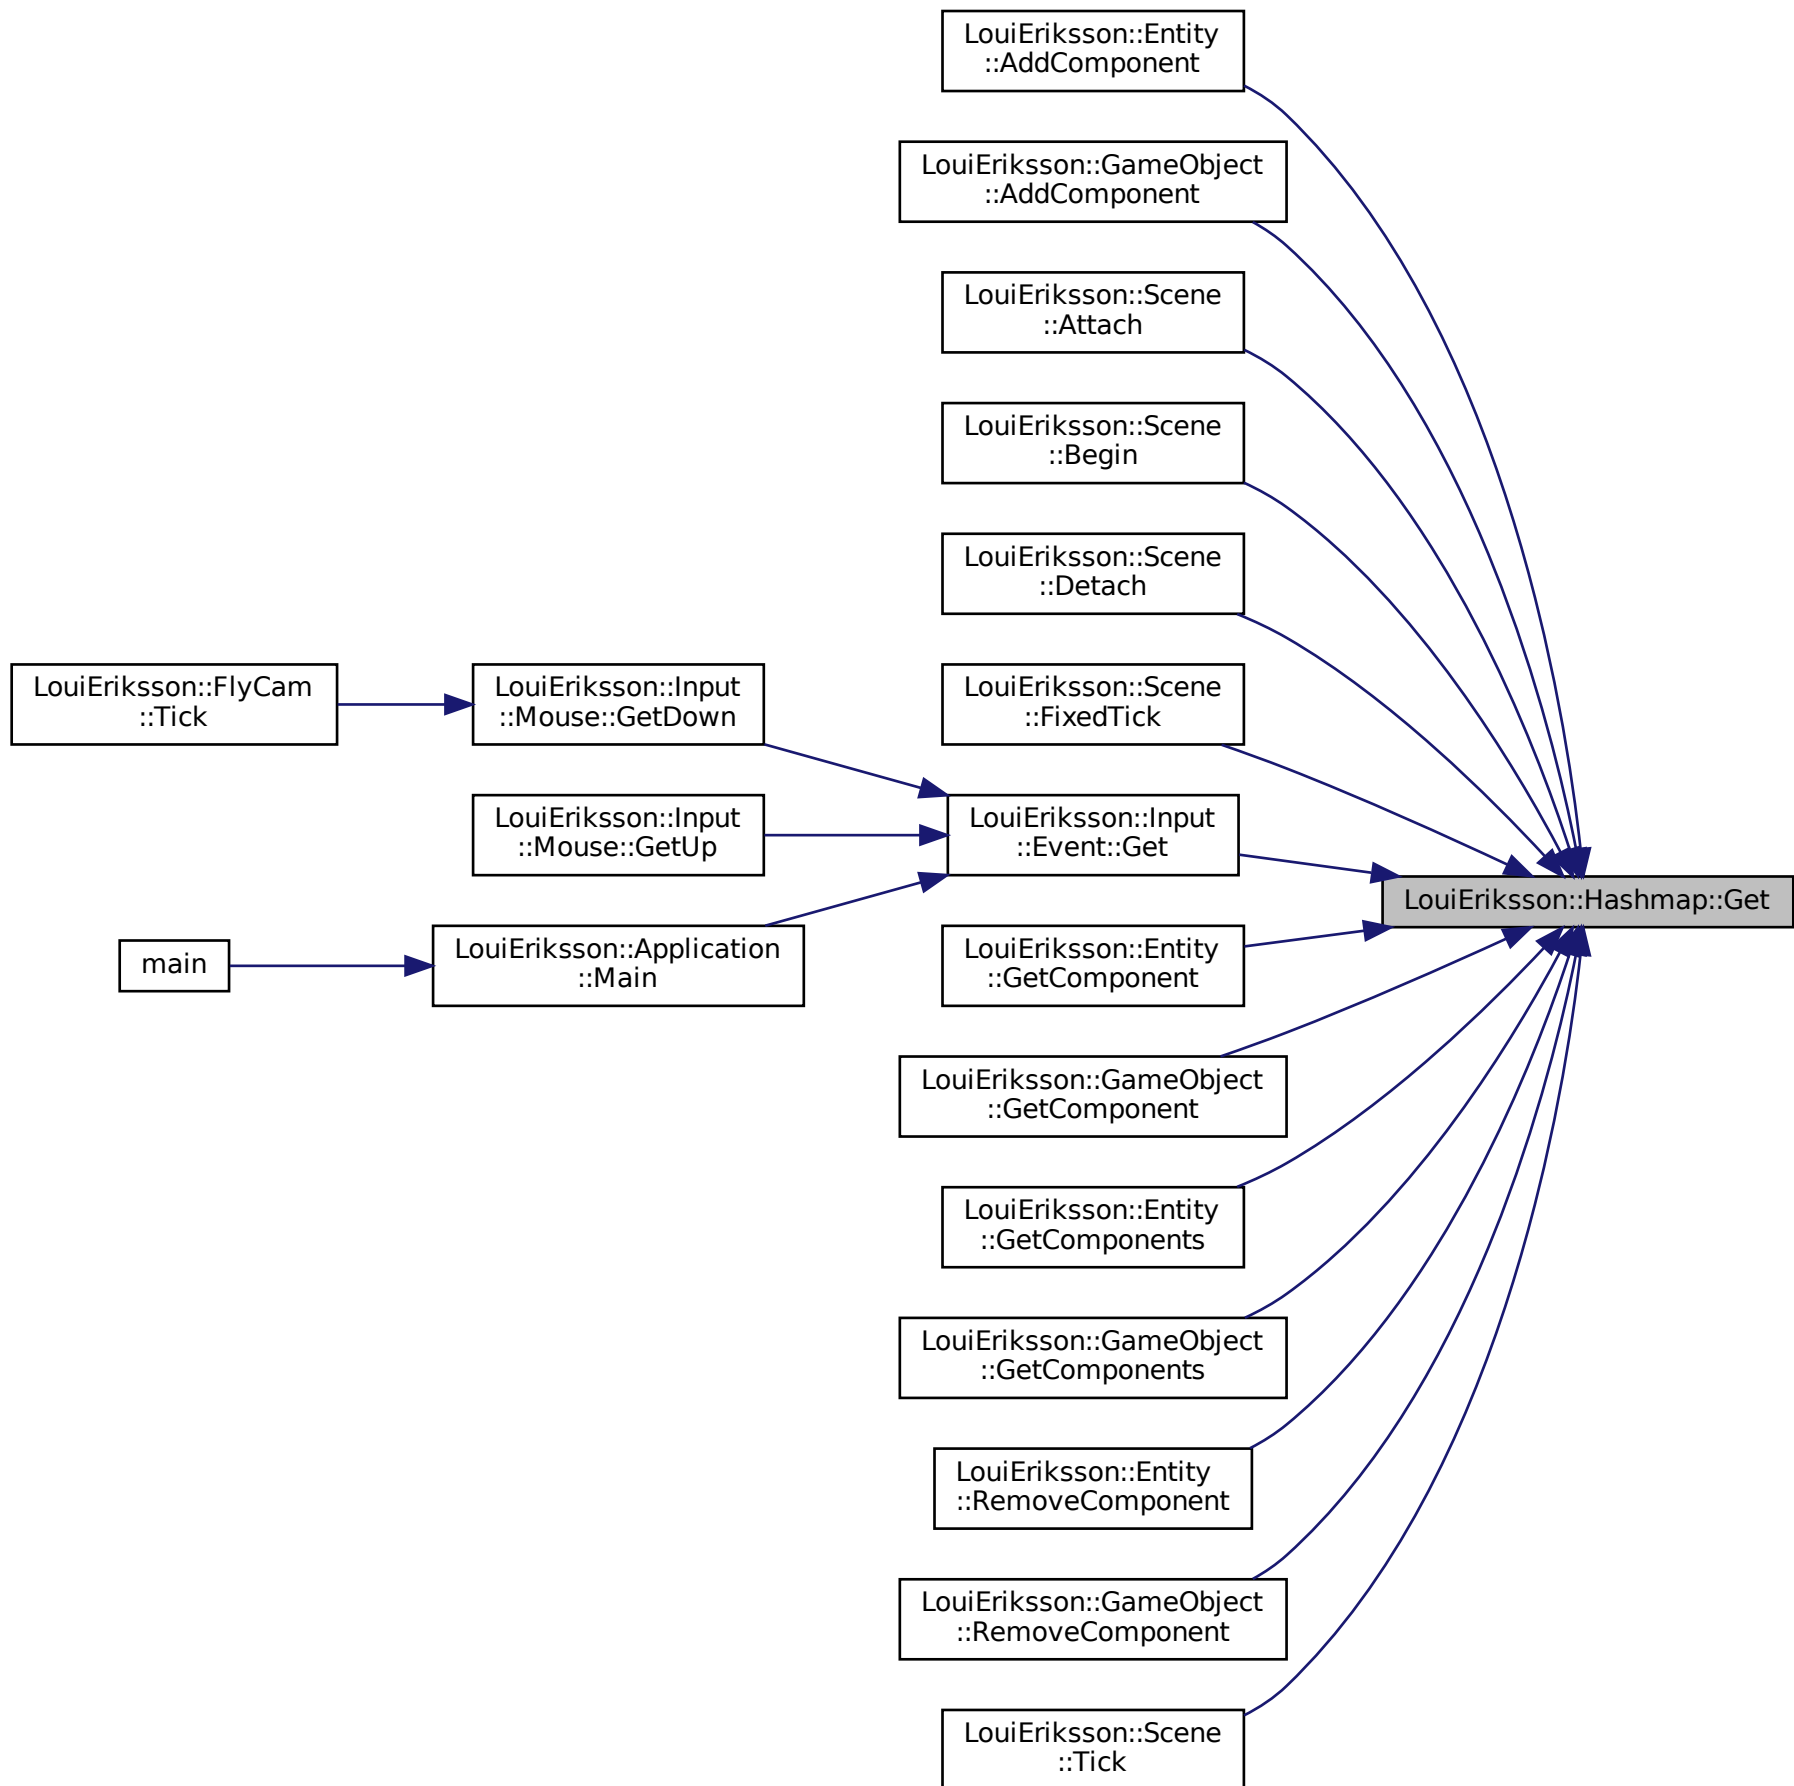 LouiEriksson::Entity
::AddComponent
LouiEriksson::GameObject
::AddComponent
LouiEriksson::Scene
::Attach
LouiEriksson::Scene
::Begin
LouiEriksson::Scene
::Detach
LouiEriksson::FlyCam
::Tick
LouiEriksson::Input
::Mouse::GetDown
LouiEriksson::Scene
::FixedTick
LouiEriksson::Input
::Mouse::GetUp
LouiEriksson::Input
::Event::Get
LouiEriksson::Hashmap::Get
main
LouiEriksson::Application
::Main
LouiEriksson::Entity
::GetComponent
LouiEriksson::GameObject
::GetComponent
LouiEriksson::Entity
::GetComponents
LouiEriksson::GameObject
::GetComponents
LouiEriksson::Entity
::RemoveComponent
LouiEriksson::GameObject
::RemoveComponent
LouiEriksson::Scene
::Tick